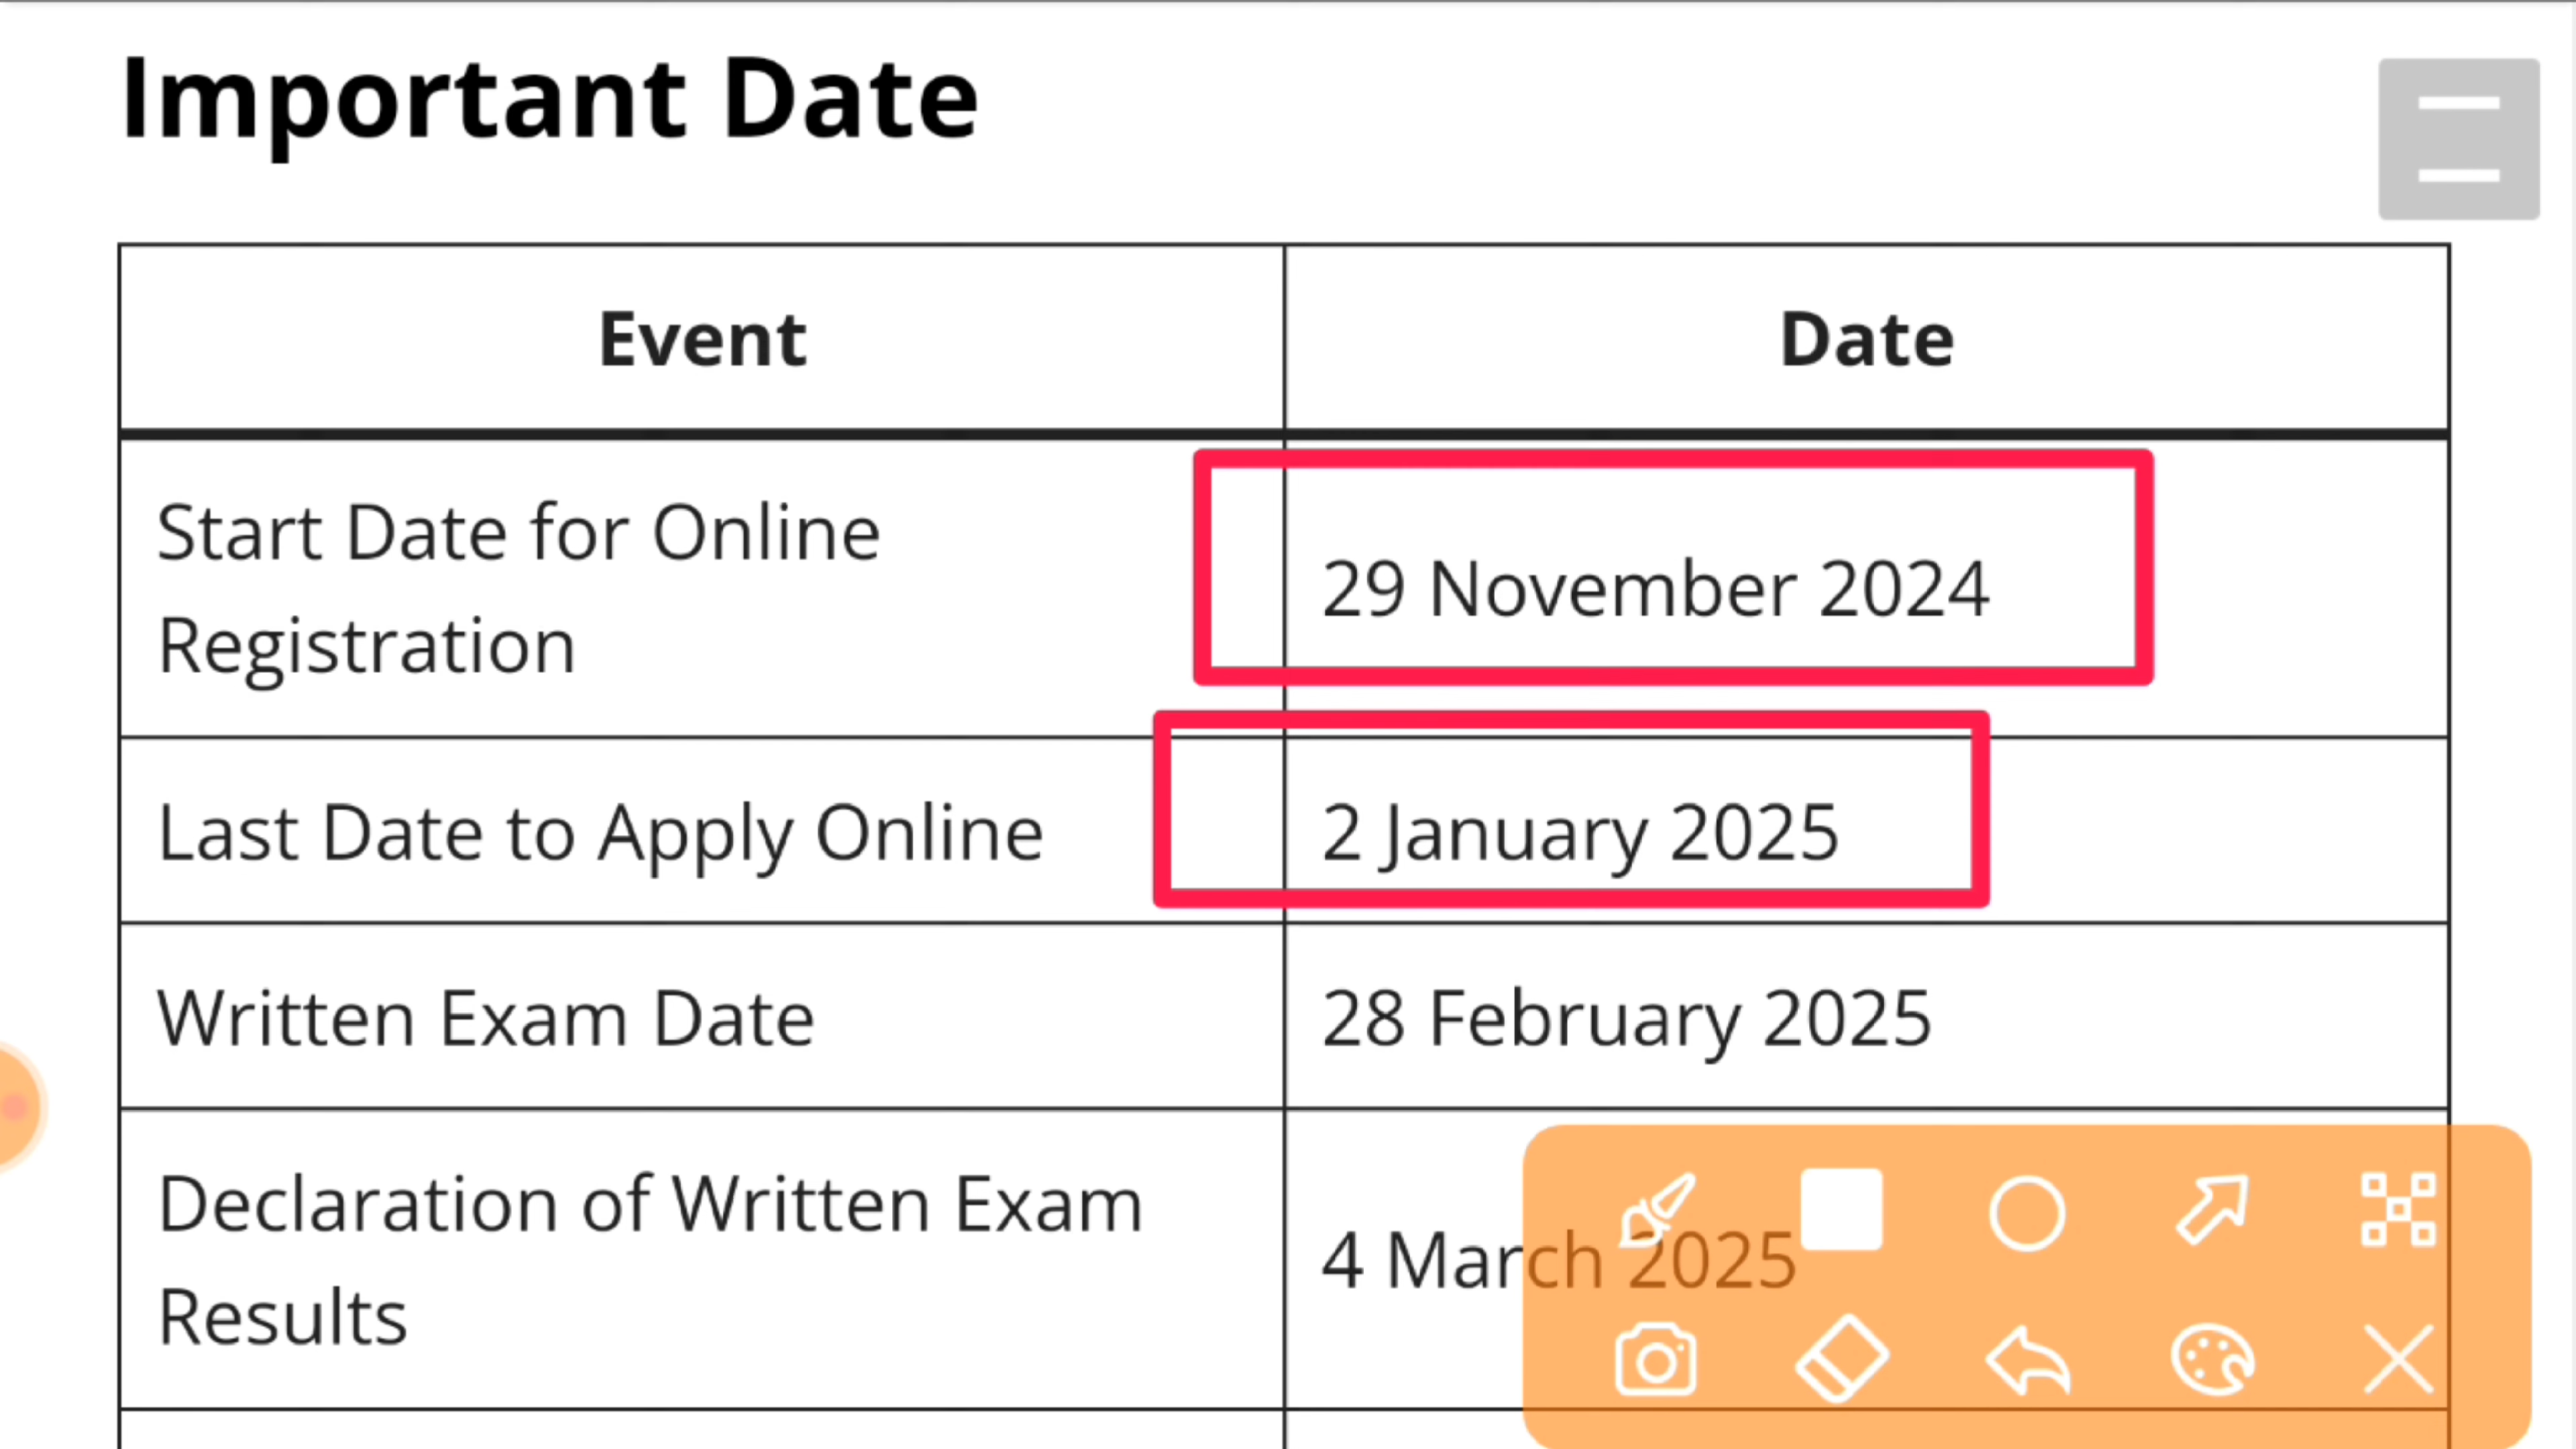 Important Date
Event
Date
Start Date for Online
Registration
29 November 2024
Last Date to Apply Online
2 January 2025
Written Exam Date
28 February 2025
Declaration of Written Exam
Results
4 March 2025